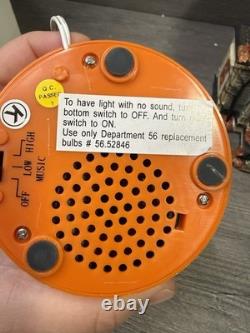 Q.C.
PASSED
To have light with no sound, turn
bottom switch to OFF. And turn
switch to ON.
Use only Department 56 replacement
bulbs # 56.52846
OFF LOW HIGH
MUSIC